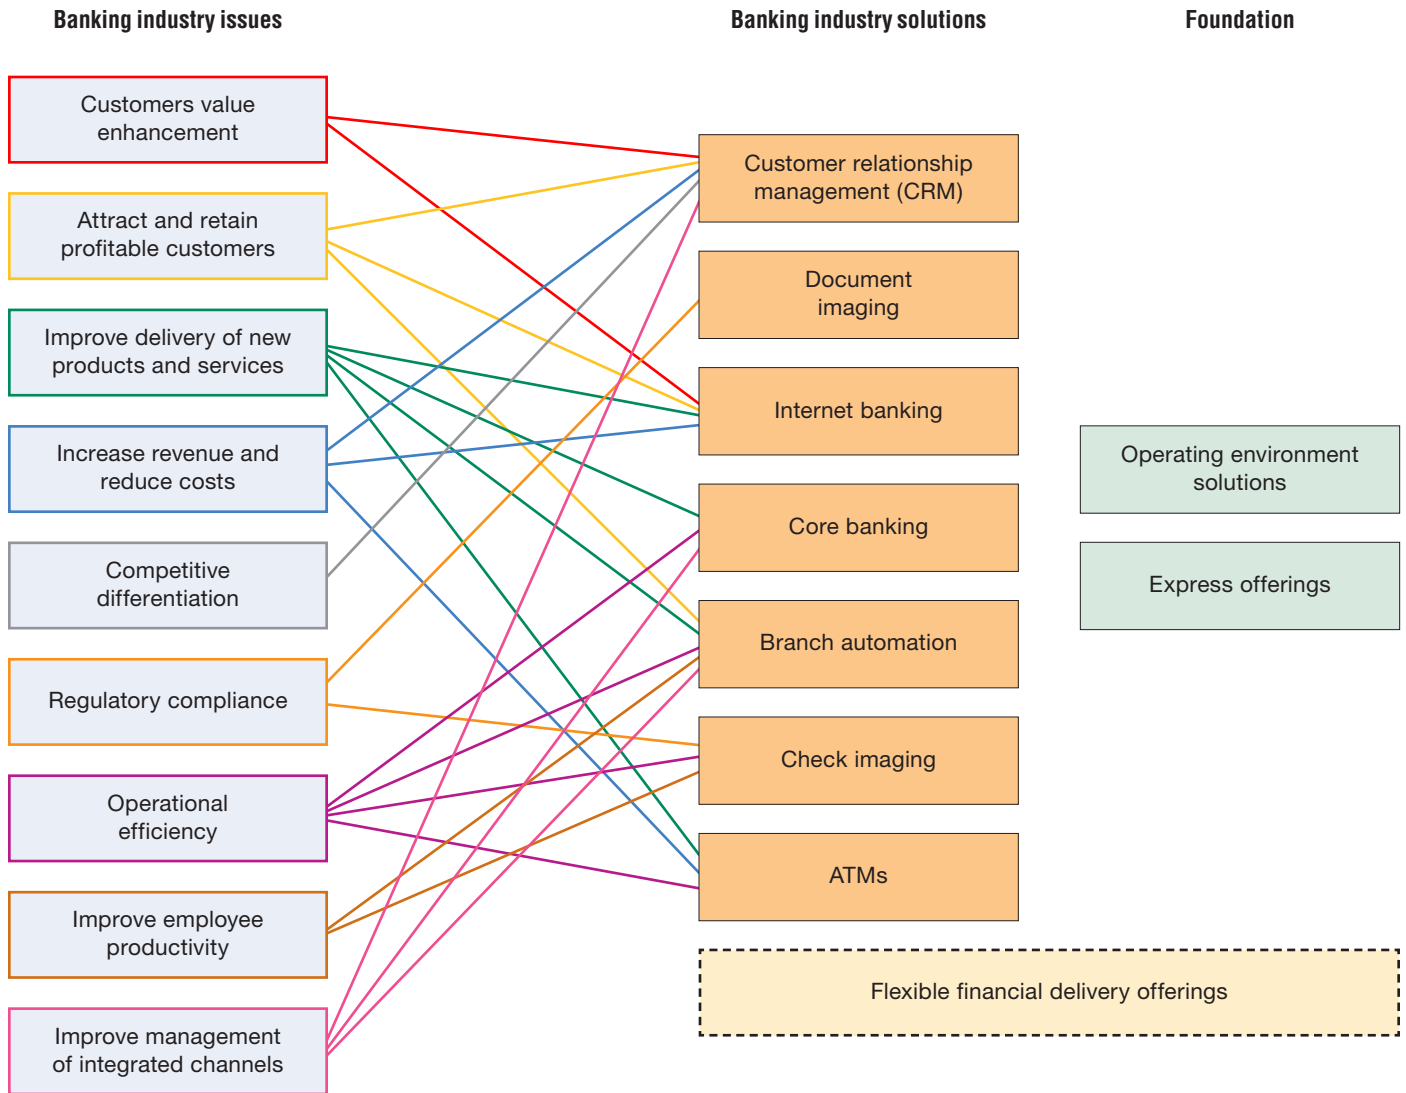 Banking industry issues
Banking industry solutions
Foundation
Customers value
enhancement
Attract and retain
profitable customers
Improve delivery of new
products and services
Increase revenue and
reduce costs
Competitive
differentiation
Regulatory compliance
Operational
efficiency
Improve employee
productivity
Improve management
of integrated channels
Customer relationship
management (CRM)
Document
imaging
Internet banking
Core banking
Branch automation
Check imaging
ATMs
Operating environment
solutions
Express offerings
Flexible financial delivery offerings